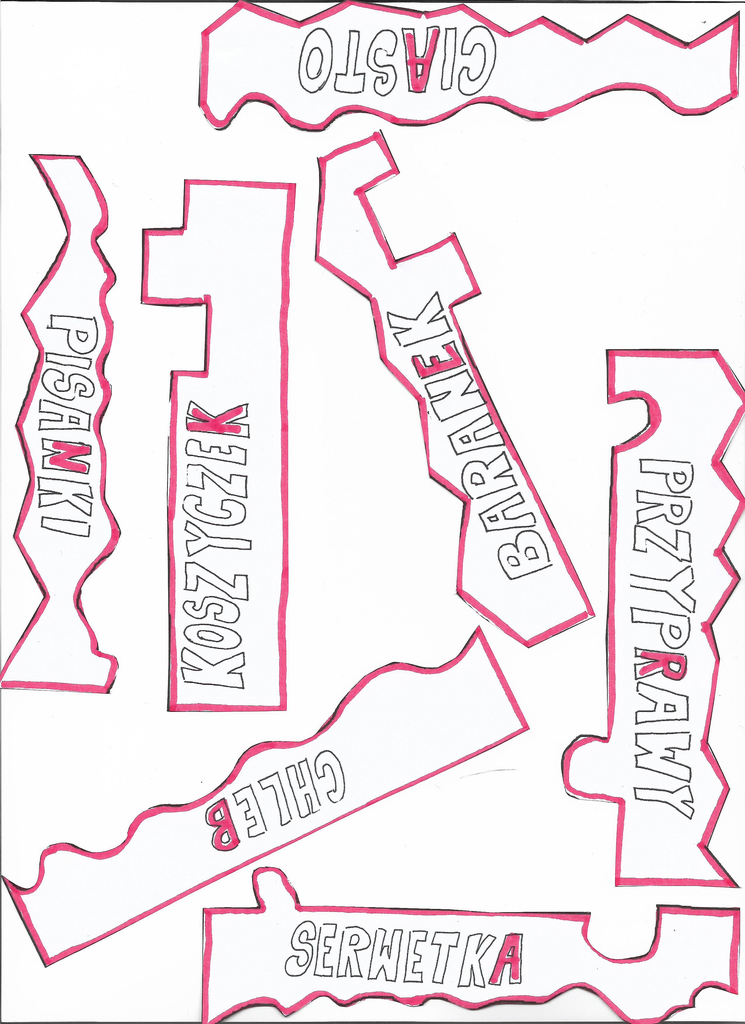 CIASTO
PISANKI
KOSZYCZEK
BARANEK
PRZYPRAWY
CHLEB
SERWETKA